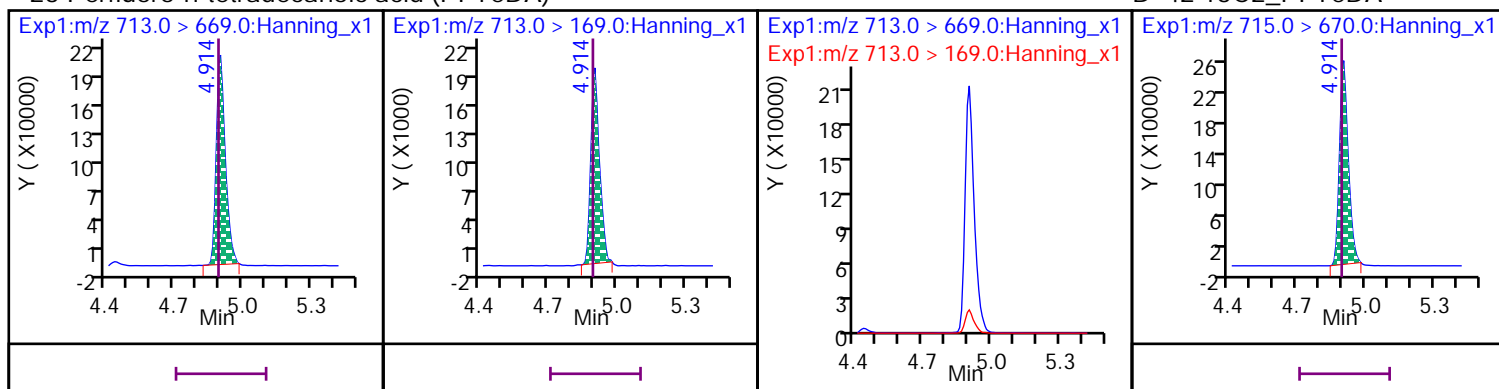 Exp1:m/z 713.0 > 669.0:Hanning_x1
4.914
Y ( X10000)
22
19
16
13
10
7
4
1
-2
4.4 4.7 5.0 5.3
Min
Exp1:m/z 713.0 > 169.0:Hanning_x1
4.914
Y ( X1000)
22
19
16
13
10
7
4
1
-2
4.4 4.7 5.0 5.3
Min
Exp1:m/z 713.0 > 669.0:Hanning_x1
Exp1:m/z 713.0 > 169.0:Hanning_x1
Y ( X10000)
21
18
15
12
9
6
3
0
4.4 4.7 5.0 5.3
Min
Exp1:m/z 715.0 > 670.0:Hanning_x1
4.914
Y ( X10000)
26
22
18
14
10
6
2
-2
4.4 4.7 5.0 5.3
Min